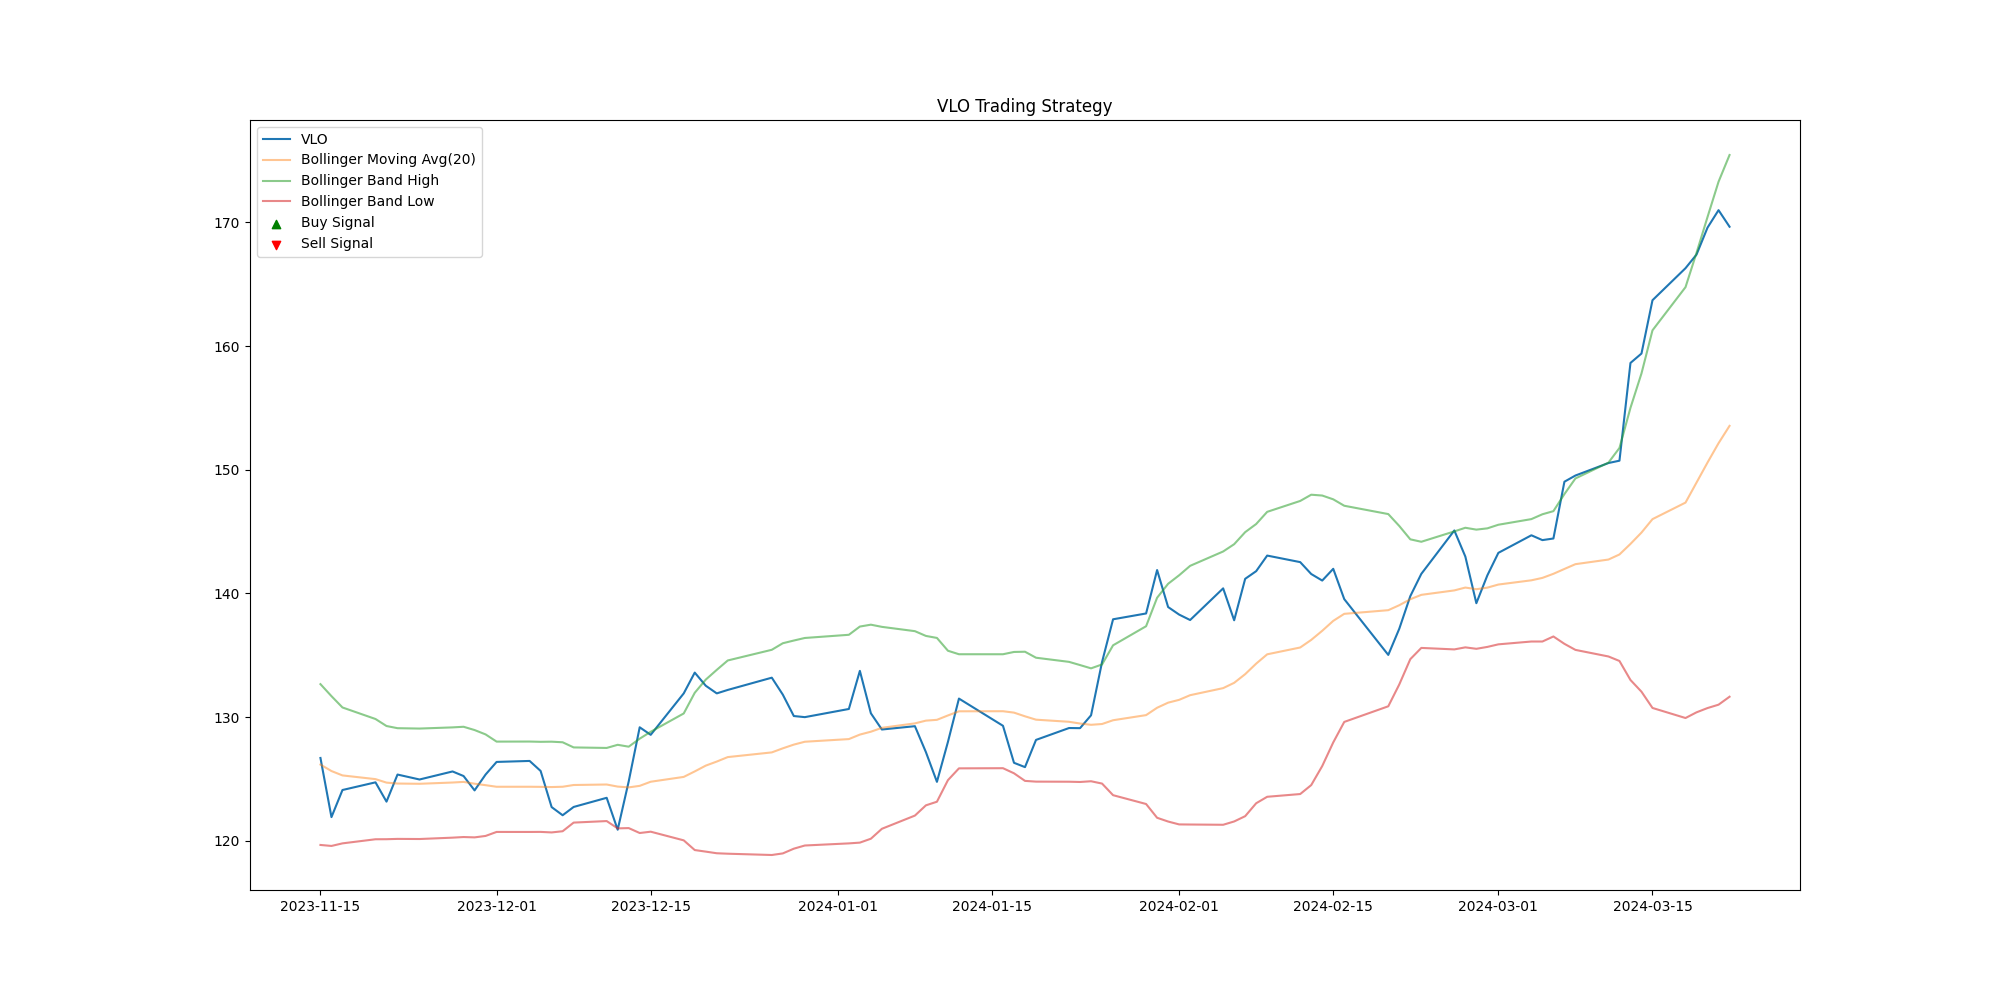 VLO Trading Strategy
VLO
Bollinger Moving Avg(20)
Bollinger Band High
Bollinger Band Low
Buy Signal
Sell Signal
170
160
150
140
130
120
2023-11-15
2023-12-01
2023-12-15
2024-01-01
2024-01-15
2024-02-01
2024-02-15
2024-03-01
2024-03-15